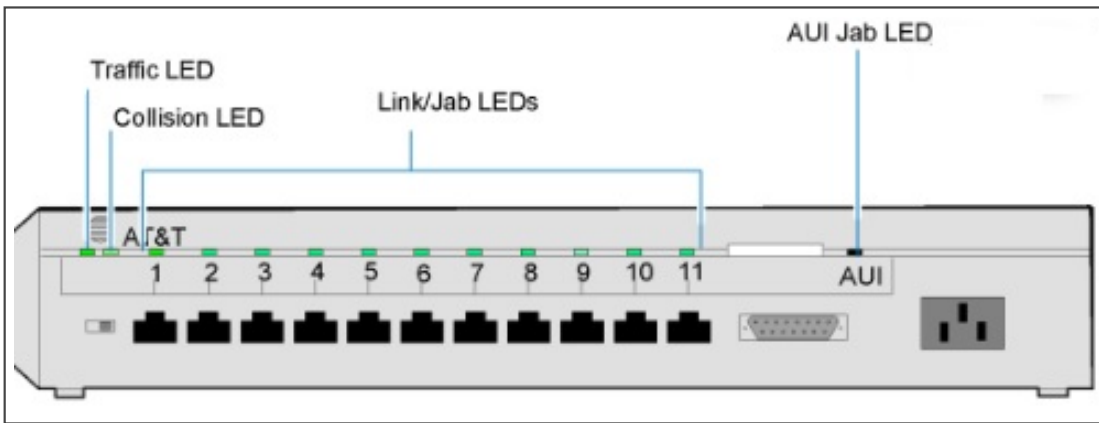 AUI Jab LED
Traffic LED
Link/Jab LEDs
Collision LED
AT&T
1 2 3 4 5 6 7 8 9 10 11
AUI